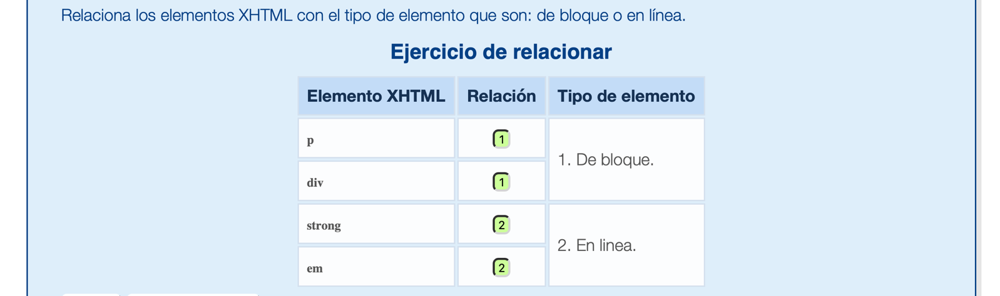 Relaciona los elementos XHTML con el tipo de elemento que son: de bloque o en línea.
Ejercicio de relacionar
Elemento XHTML Relación Tipo de elemento
p 1
1. De bloque.
div 1
strong 2
2. En linea.
em 2